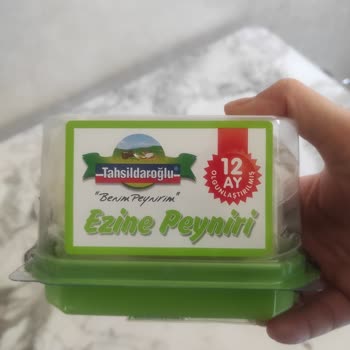 Tahsildaroğlu
"Benim Peynirim"
Ezine Peyniri
12
AY
OLGUNLAŞTIRILMIŞ